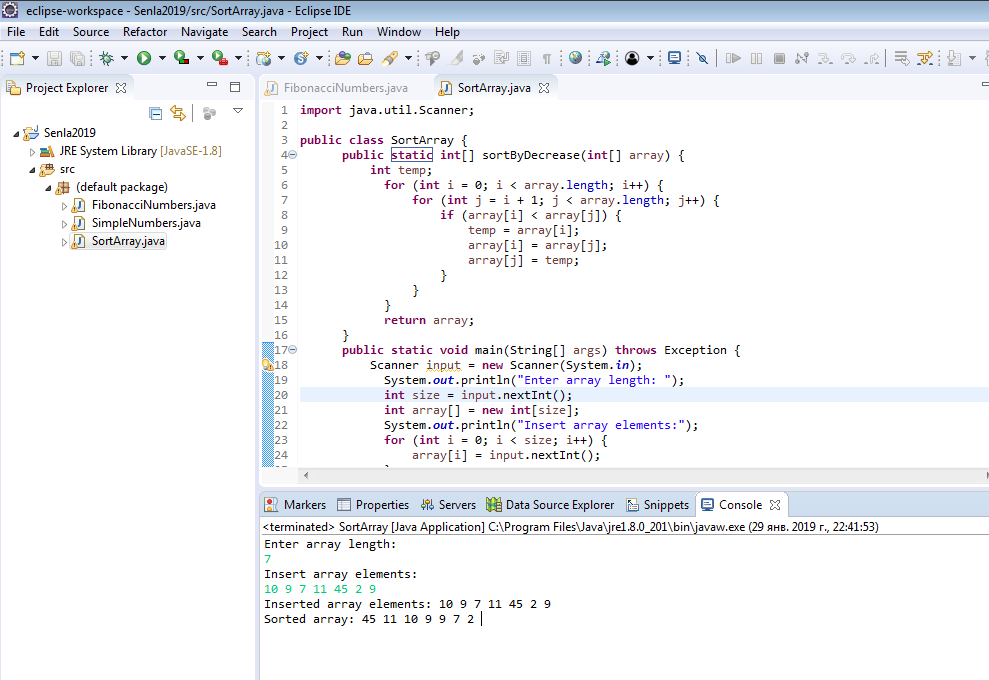 eclipse-workspace - Senla2019/src/SortArray.java - Eclipse IDE
File Edit Source Refactor Navigate Search Project Run Window Help
Project Explorer
Senla2019
JRE System Library [JavaSE-1.8]
src
(default package)
FibonacciNumbers.java
SimpleNumbers.java
SortArray.java
FibonacciNumbers.java SortArray.java
1 import java.util.Scanner;
2
3 public class SortArray {
4 public static int[] sortByDecrease(int[] array) {
5 int temp;
6 for (int i = 0; i < array.length; i++) {
7 for (int j = i + 1; j < array.length; j++) {
8 if (array[i] < array[j]) {
9 temp = array[i];
10 array[i] = array[j];
11 array[j] = temp;
12 }
13 }
14 }
15 return array;
16 }
17 public static void main(String[] args) throws Exception {
18 Scanner input = new Scanner(System.in);
19 System.out.println("Enter array length: ");
20 int size = input.nextInt();
21 int array[] = new int[size];
22 System.out.println("Insert array elements:");
23 for (int i = 0; i < size; i++) {
24 array[i] = input.nextInt();
Markers Properties Servers Data Source Explorer Snippets Console
<terminated> SortArray [Java Application] C:\Program Files\Java\jre1.8.0_201\bin\javaw.exe (29 янв. 2019 г., 22:41:53)
Enter array length:
7
Insert array elements:
10 9 7 11 45 2 9
Inserted array elements: 10 9 7 11 45 2 9
Sorted array: 45 11 10 9 9 7 2